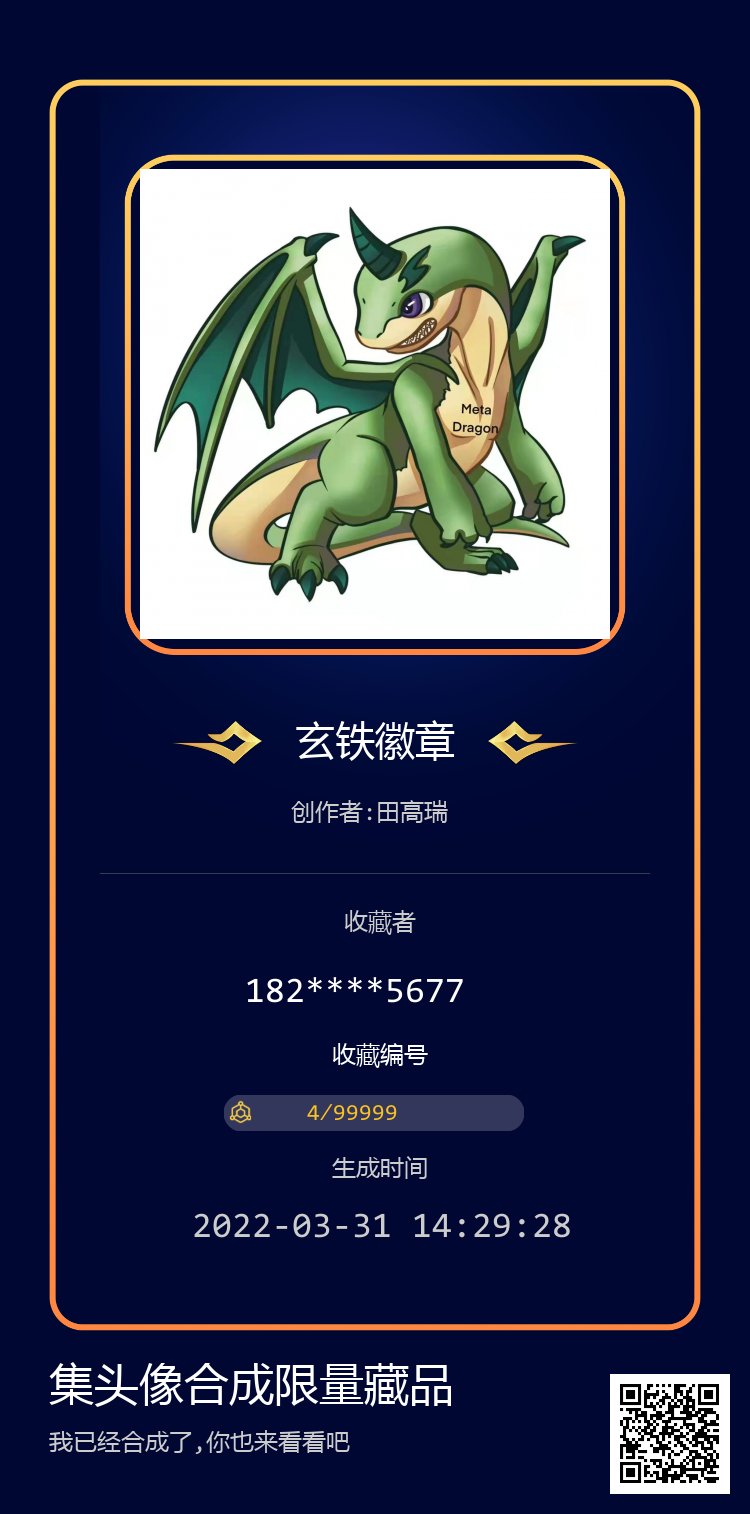 Meta
Dragon
玄铁徽章
创作者:田高瑞
收藏者
182****5677
收藏编号
4/99999
生成时间
2022-03-31 14:29:28
集头像合成限量藏品
我已经合成了,你也来看看吧